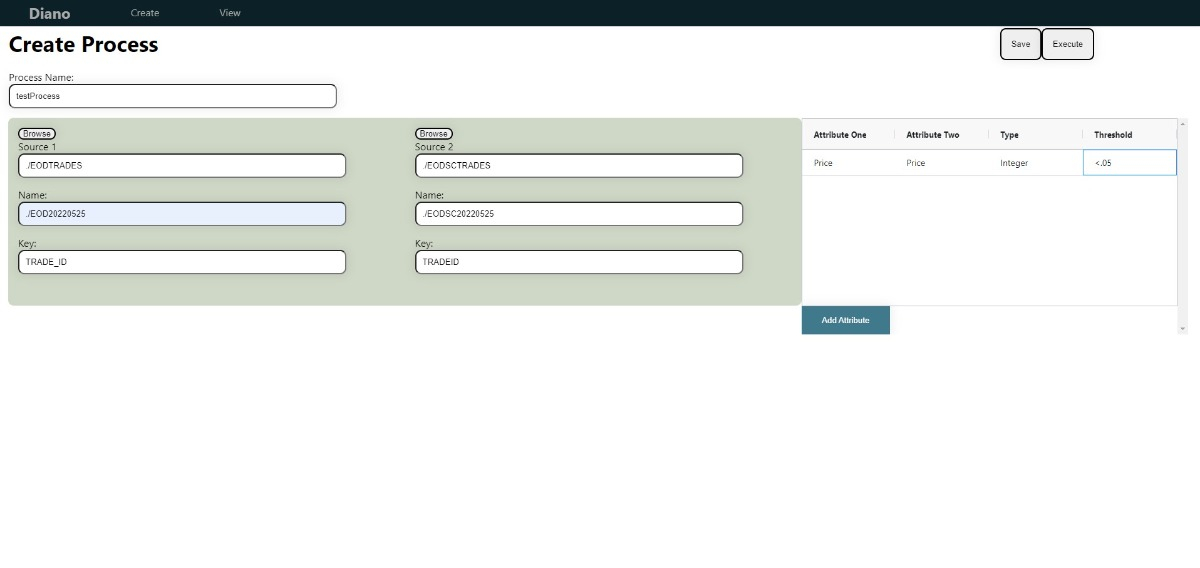 Diano Create View
Create Process
Save Execute
Process Name:
testProcess
Browse
Source 1
./EODTRADES
Name:
./EOD20220525
Key:
TRADE_ID
Browse
Source 2
./EODSCTRADES
Name:
./EODSC20220525
Key:
TRADEID
Attribute One Attribute Two Type Threshold
Price Price Integer <.05
Add Attribute